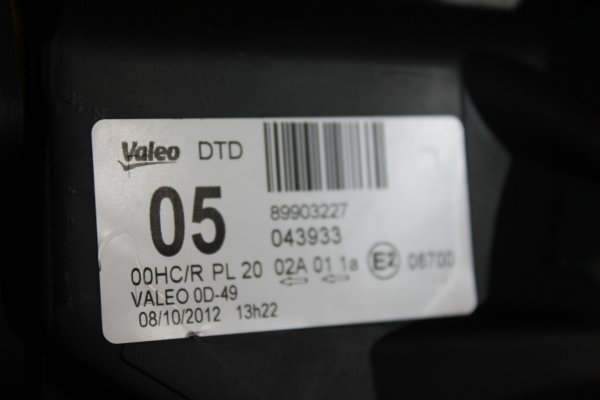 Valeo DTD
05
89903227
043933
00HC/R PL 20 02A 01 1a E2 08700
VALEO 0D-49
08/10/2012 13h22